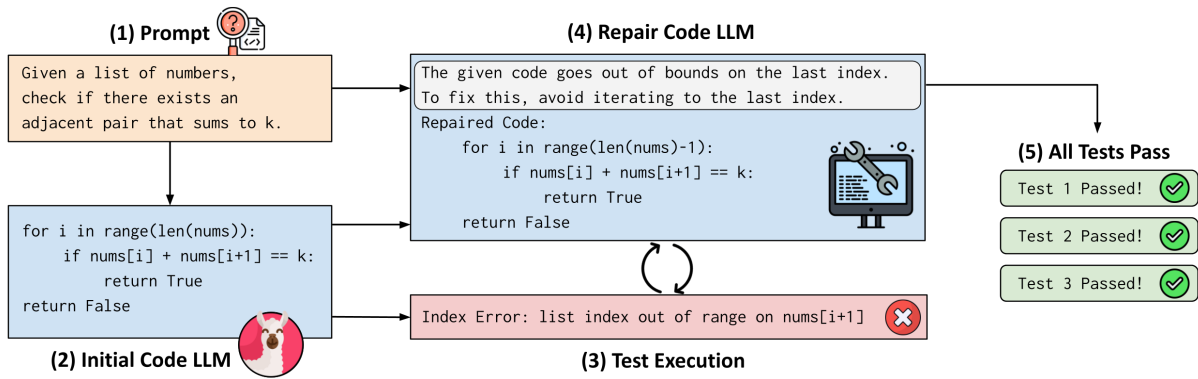 (1) Prompt
Given a list of numbers,
check if there exists an
adjacent pair that sums to k.
for i in range(len(nums)):
    if nums[i] + nums[i+1] == k:
        return True
return False
(2) Initial Code LLM
(4) Repair Code LLM
The given code goes out of bounds on the last index.
To fix this, avoid iterating to the last index.
Repaired Code:
    for i in range(len(nums)-1):
        if nums[i] + nums[i+1] == k:
            return True
    return False
Index Error: list index out of range on nums[i+1]
(3) Test Execution
(5) All Tests Pass
Test 1 Passed!
Test 2 Passed!
Test 3 Passed!